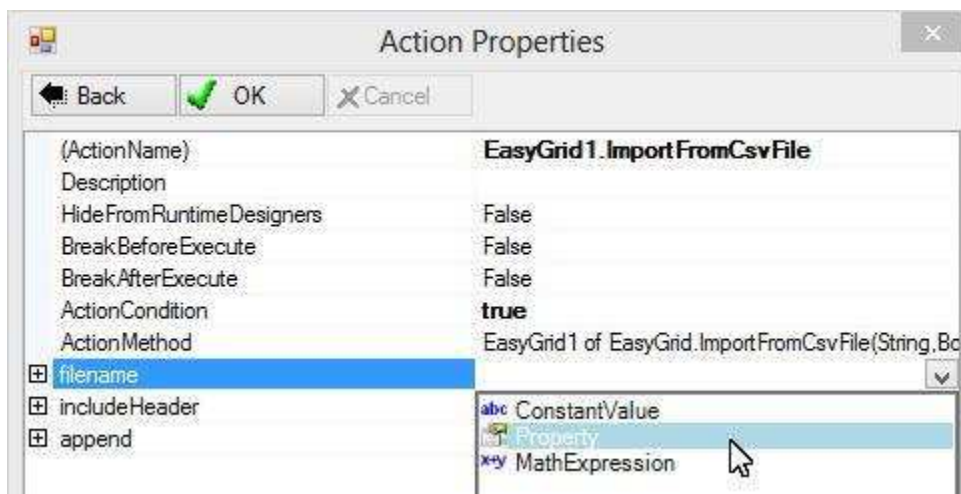 Action Properties
Back OK Cancel
(ActionName) EasyGrid1.ImportFromCsvFile
Description
HideFromRuntimeDesigners False
BreakBeforeExecute False
BreakAfterExecute False
ActionCondition true
ActionMethod EasyGrid1 of EasyGrid.ImportFromCsvFile(String,Bo
filename
includeHeader abc ConstantValue
Property
append x+y MathExpression